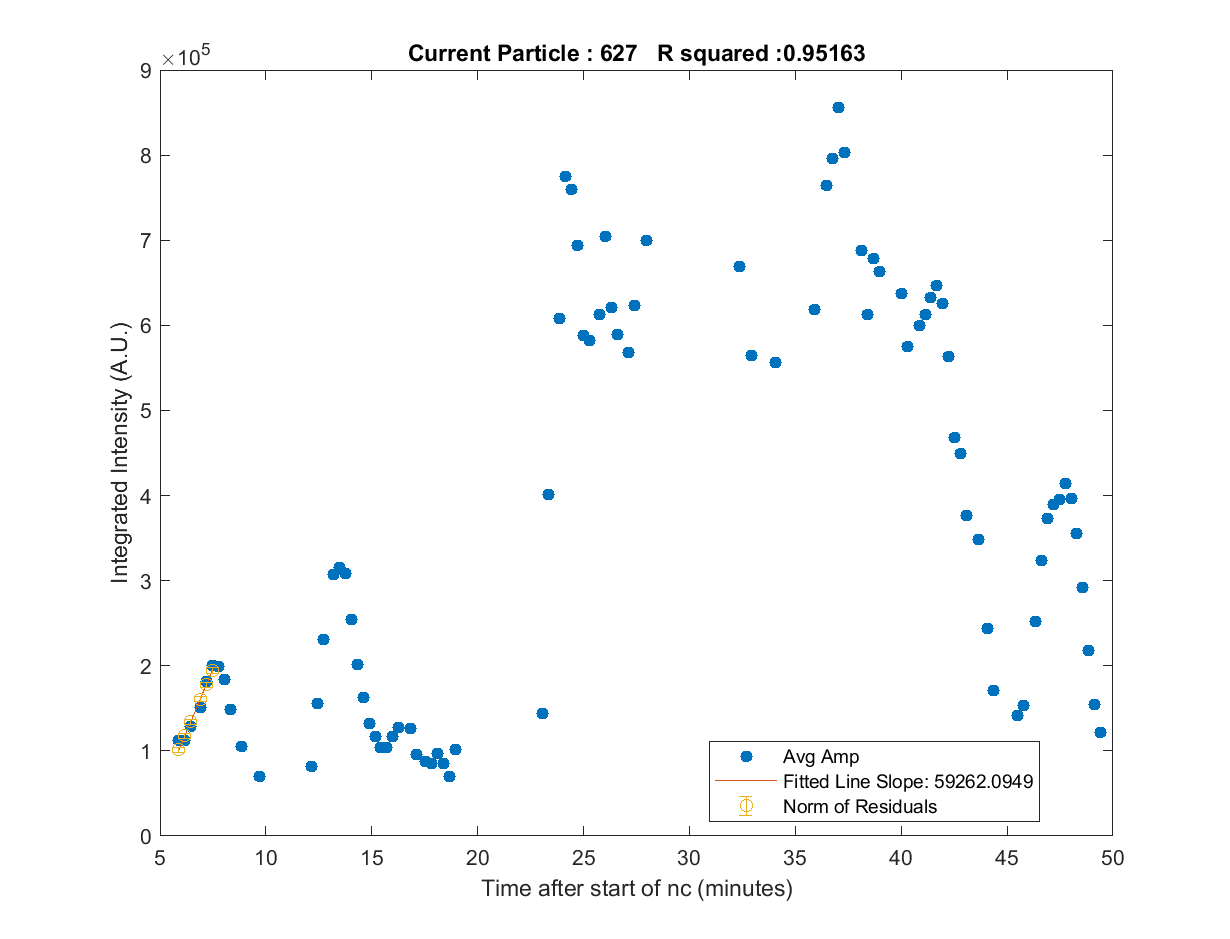 Current Particle : 627   R squared :0.95163
×10^5
9
8
7
6
5
4
3
2
1
0
Integrated Intensity (A.U.)
Avg Amp
Fitted Line Slope: 59262.0949
Norm of Residuals
5 10 15 20 25 30 35 40 45 50
Time after start of nc (minutes)